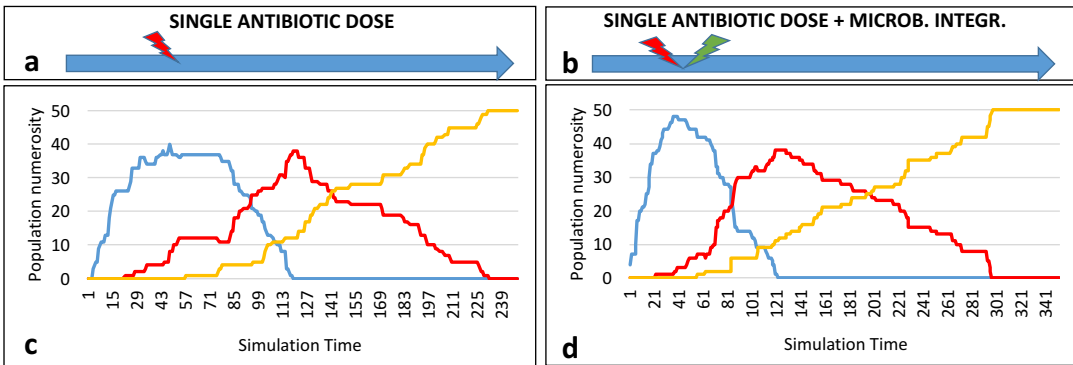 SINGLE ANTIBIOTIC DOSE
a
SINGLE ANTIBIOTIC DOSE + MICROB. INTEGR.
b
Population numerosity
50
40
30
20
10
0
1 15 29 43 57 71 85 99 113 127 141 155 169 183 197 211 225 239
Simulation Time
c
Population numerosity
50
40
30
20
10
0
1 21 41 61 81 101 121 141 161 181 201 221 241 261 281 301 321 341
Simulation Time
d